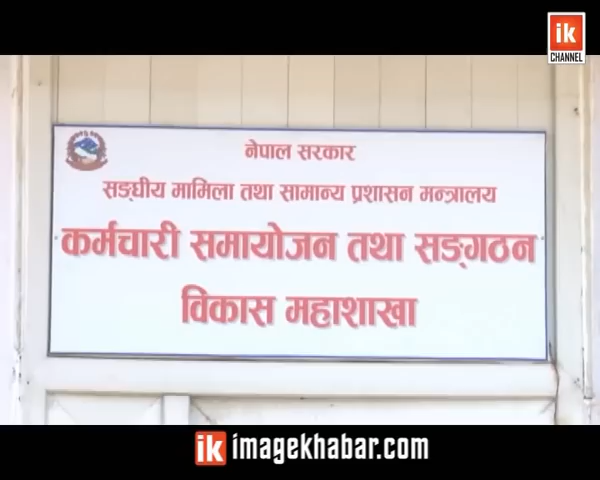 ik
CHANNEL
नेपाल सरकार
सङ्घीय मामिला तथा सामान्य प्रशासन मन्त्रालय
कर्मचारी समायोजन तथा सङ्गठन
विकास महाशाखा
ik imagekhabar.com